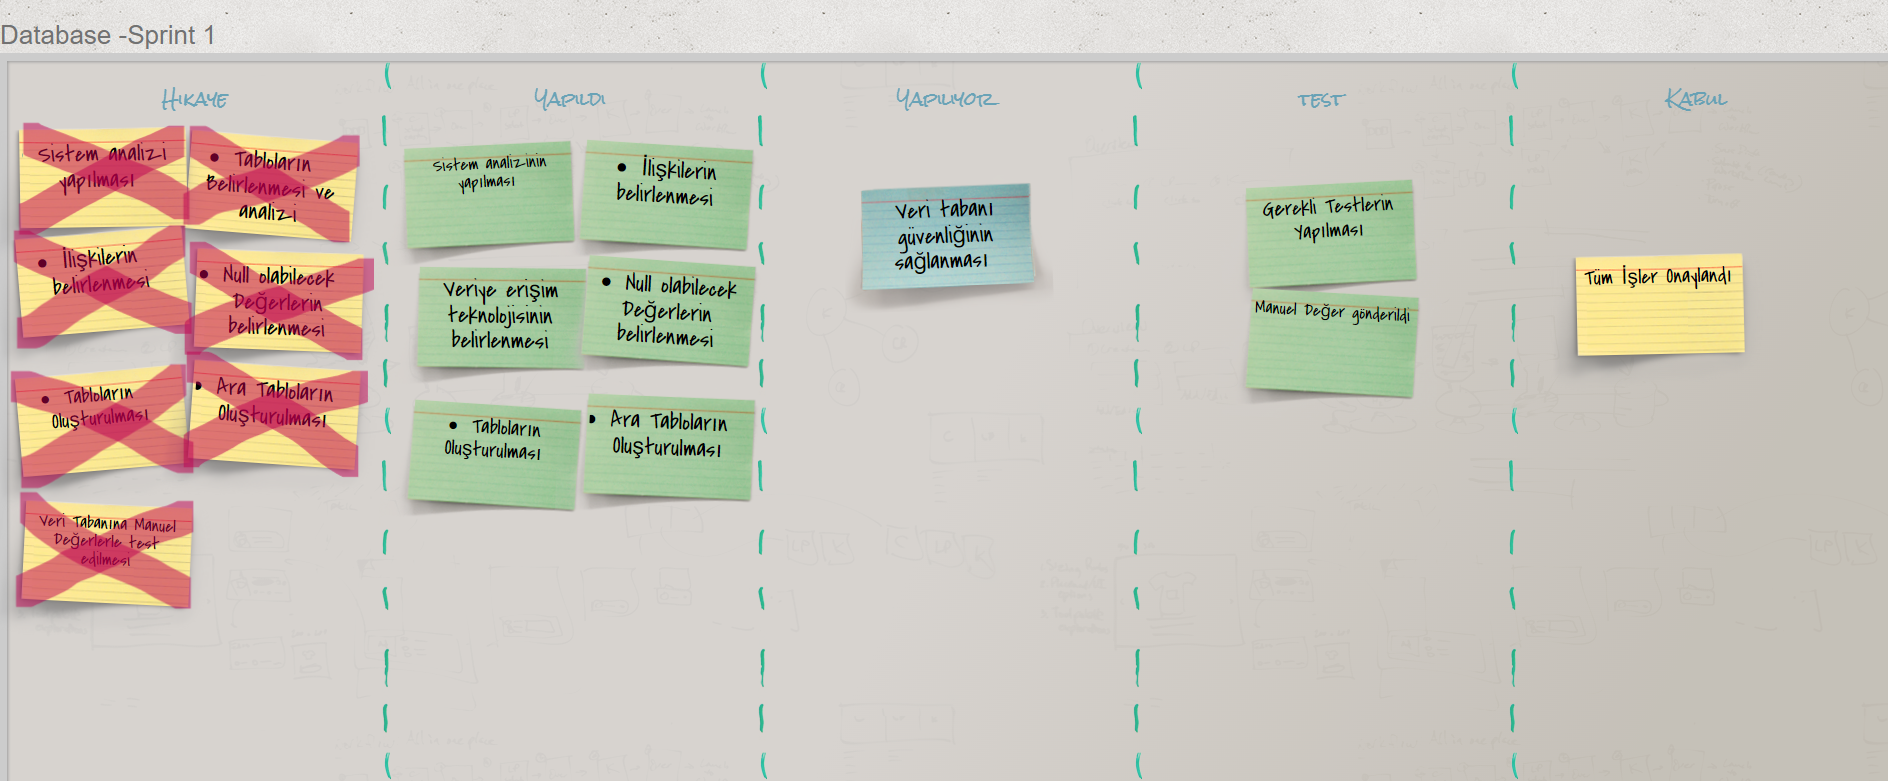 Database -Sprint 1
Hikaye
Yapıldı
Yapılıyor
test
Kabul
Sistem analizi
yapılması
• Tabloların
Belirlenmesi ve
analizi
• İlişkilerin
belirlenmesi
• Null olabilecek
Değerlerin
belirlenmesi
• Tabloların
Oluşturulması
• Ara Tabloların
Oluşturulması
Veri Tabanına Manuel
Değerlerle test
edilmesi
Sistem analizinin
yapılması
• İlişkilerin
belirlenmesi
Veriye erişim
teknolojisinin
belirlenmesi
• Null olabilecek
Değerlerin
belirlenmesi
• Tabloların
Oluşturulması
• Ara Tabloların
Oluşturulması
Veri tabanı
güvenliğinin
sağlanması
Gerekli Testlerin
Yapılması
Manuel Değer gönderildi
Tüm İşler Onaylandı